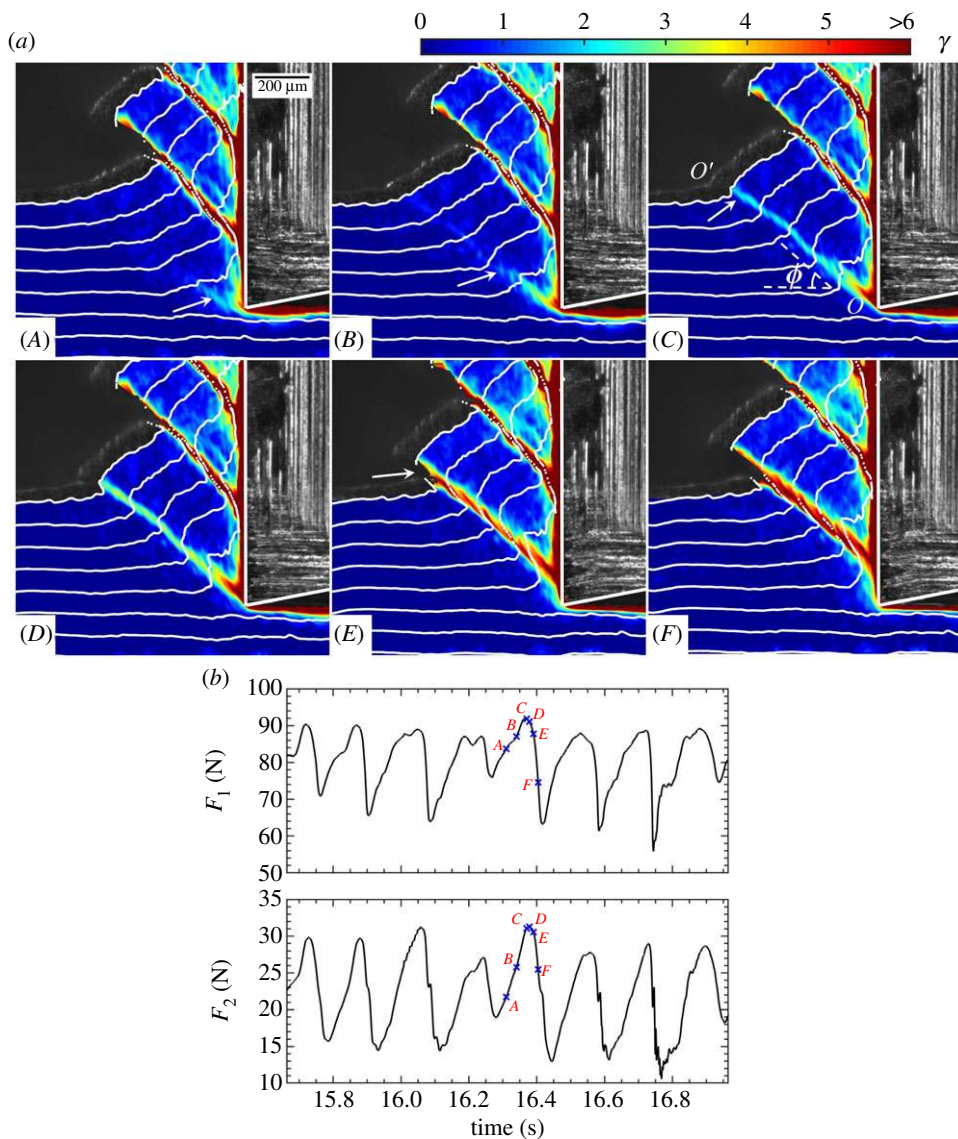 (a)
0 1 2 3 4 5 >6
γ
200 µm
O′
ϕ
O
(A) (B) (C)
(D) (E) (F)
(b)
100
90
80
70
60
50
F1 (N)
A B C D E F
35
30
25
20
15
10
F2 (N)
A B C D E F
15.8 16.0 16.2 16.4 16.6 16.8
time (s)